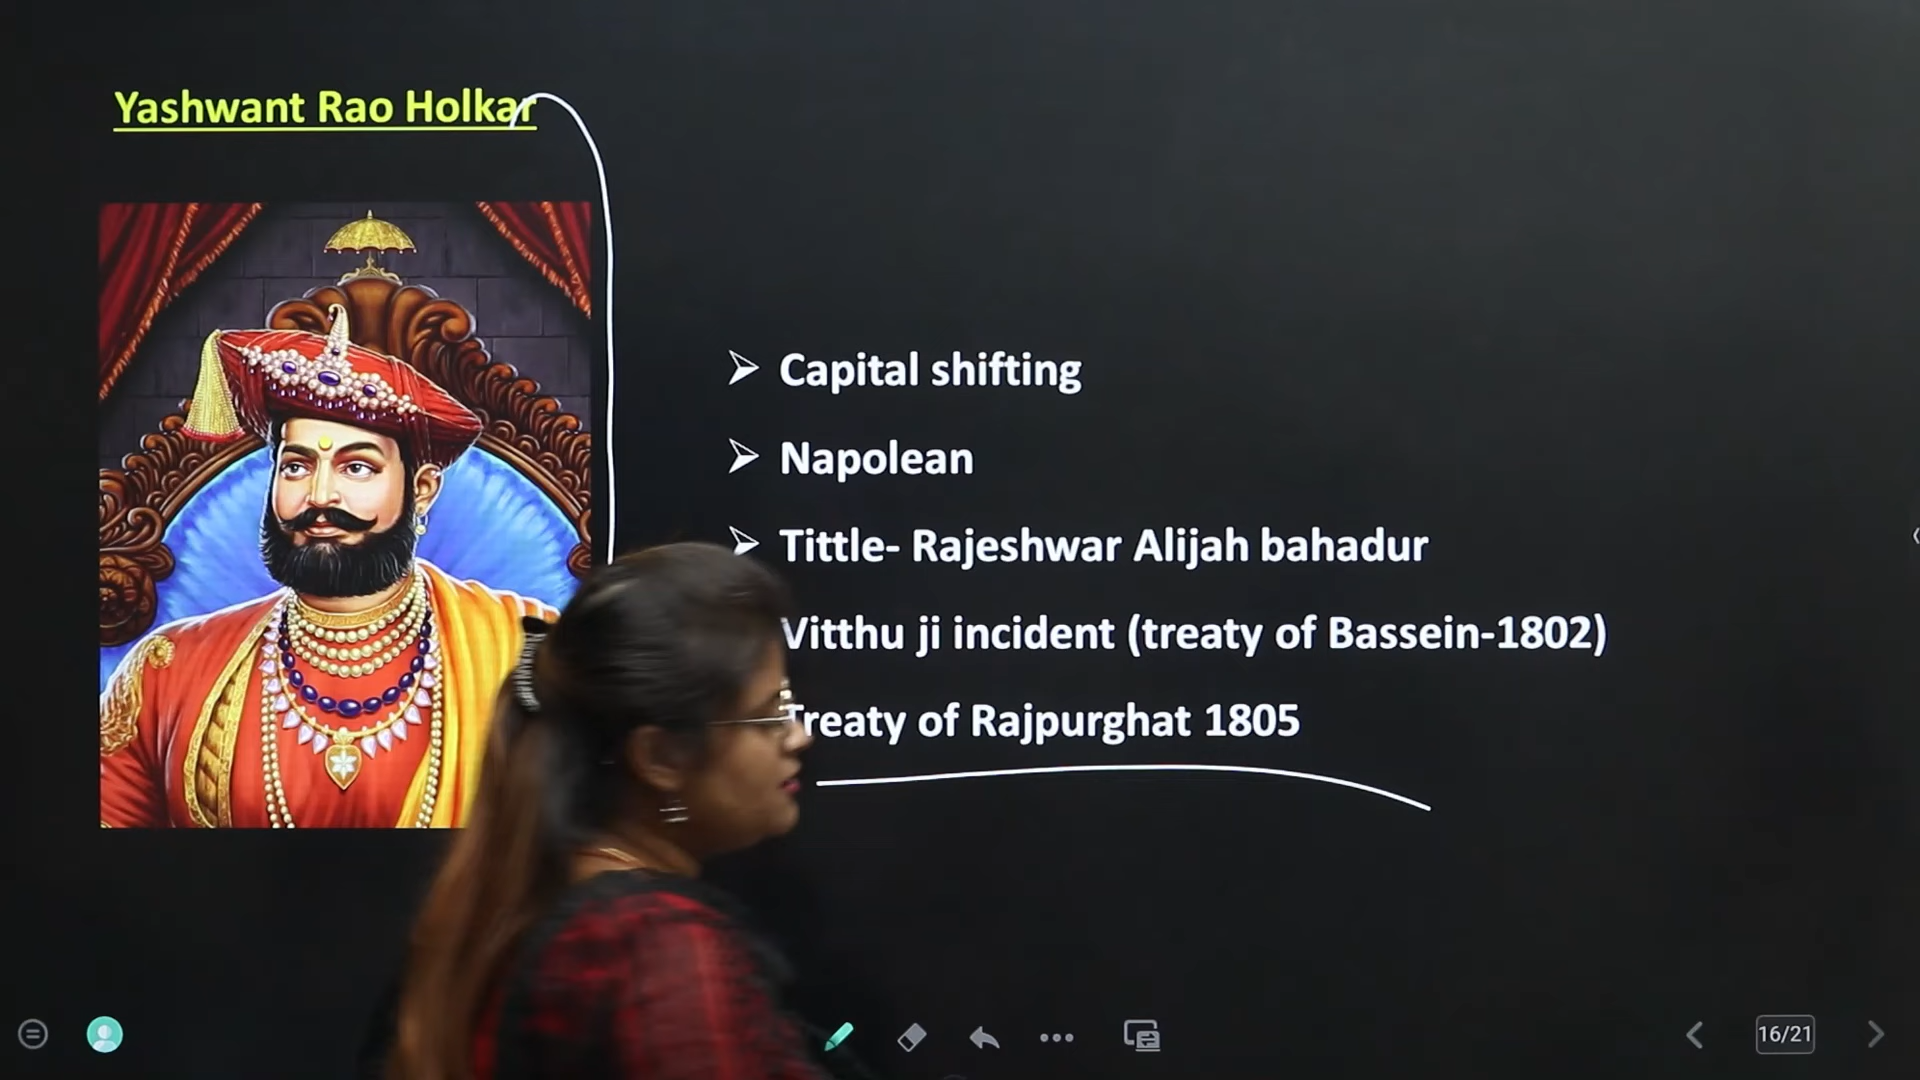 Yashwant Rao Holkar
Capital shifting
Napolean
Tittle- Rajeshwar Alijah bahadur
Vitthu ji incident (treaty of Bassein-1802)
Treaty of Rajpurghat 1805
16/21